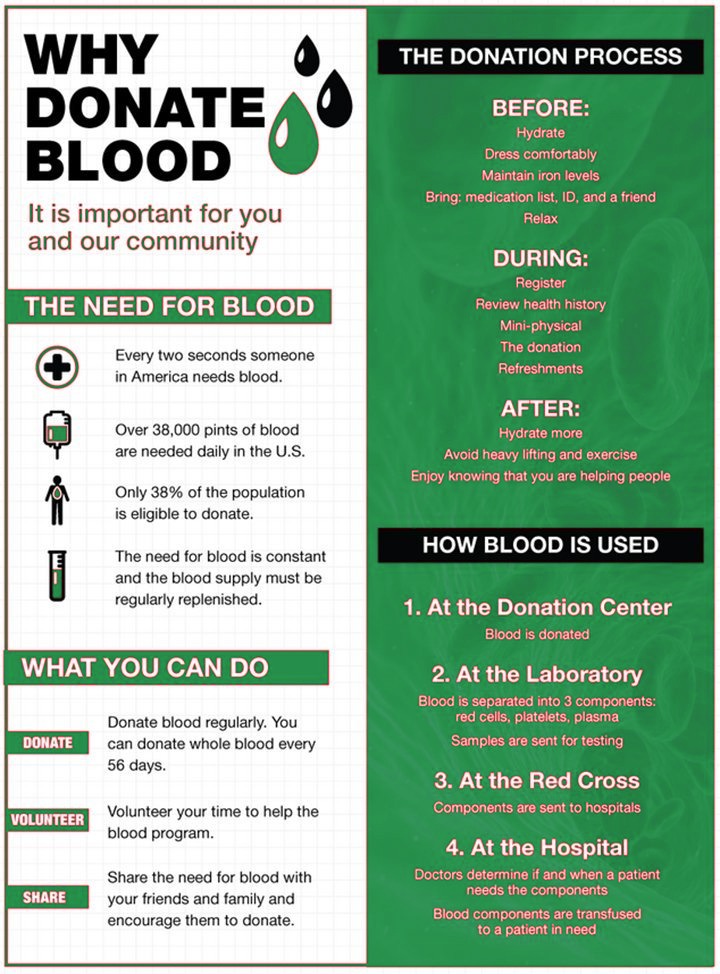 WHY
DONATE
BLOOD
It is important for you
and our community
THE NEED FOR BLOOD
Every two seconds someone
in America needs blood.
Over 38,000 pints of blood
are needed daily in the U.S.
Only 38% of the population
is eligible to donate.
The need for blood is constant
and the blood supply must be
regularly replenished.
WHAT YOU CAN DO
DONATE
Donate blood regularly. You
can donate whole blood every
56 days.
VOLUNTEER
Volunteer your time to help the
blood program.
SHARE
Share the need for blood with
your friends and family and
encourage them to donate.
THE DONATION PROCESS
BEFORE:
Hydrate
Dress comfortably
Maintain iron levels
Bring: medication list, ID, and a friend
Relax
DURING:
Register
Review health history
Mini-physical
The donation
Refreshments
AFTER:
Hydrate more
Avoid heavy lifting and exercise
Enjoy knowing that you are helping people
HOW BLOOD IS USED
1. At the Donation Center
Blood is donated
2. At the Laboratory
Blood is separated into 3 components:
red cells, platelets, plasma
Samples are sent for testing
3. At the Red Cross
Components are sent to hospitals
4. At the Hospital
Doctors determine if and when a patient
needs the components
Blood components are transfused
to a patient in need